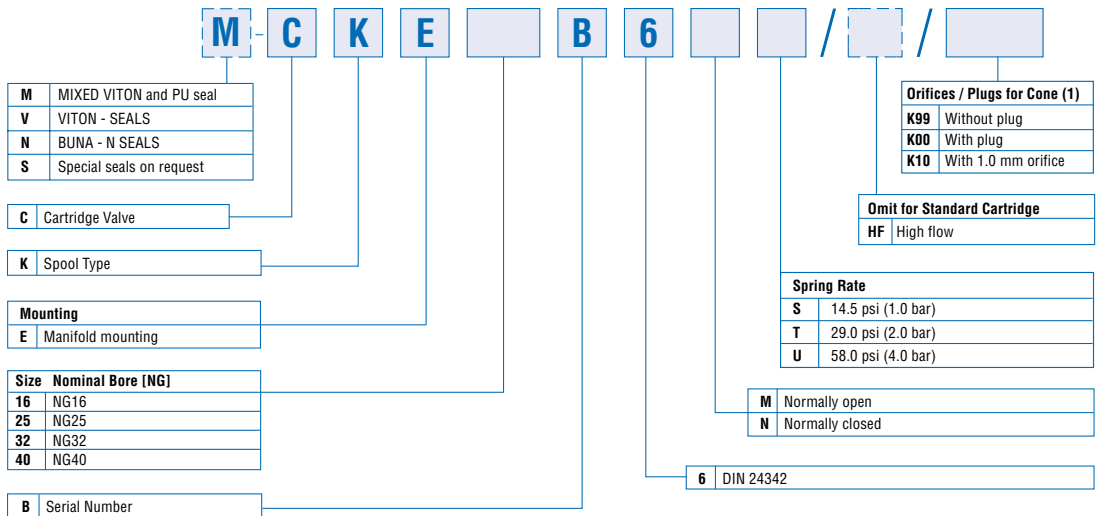 M - C K E B 6 / /
M MIXED VITON and PU seal
V VITON - SEALS
N BUNA - N SEALS
S Special seals on request
C Cartridge Valve
K Spool Type
Mounting
E Manifold mounting
Size Nominal Bore [NG]
16 NG16
25 NG25
32 NG32
40 NG40
B Serial Number
Orifices / Plugs for Cone (1)
K99 Without plug
K00 With plug
K10 With 1.0 mm orifice
Omit for Standard Cartridge
HF High flow
Spring Rate
S 14.5 psi (1.0 bar)
T 29.0 psi (2.0 bar)
U 58.0 psi (4.0 bar)
M Normally open
N Normally closed
6 DIN 24342